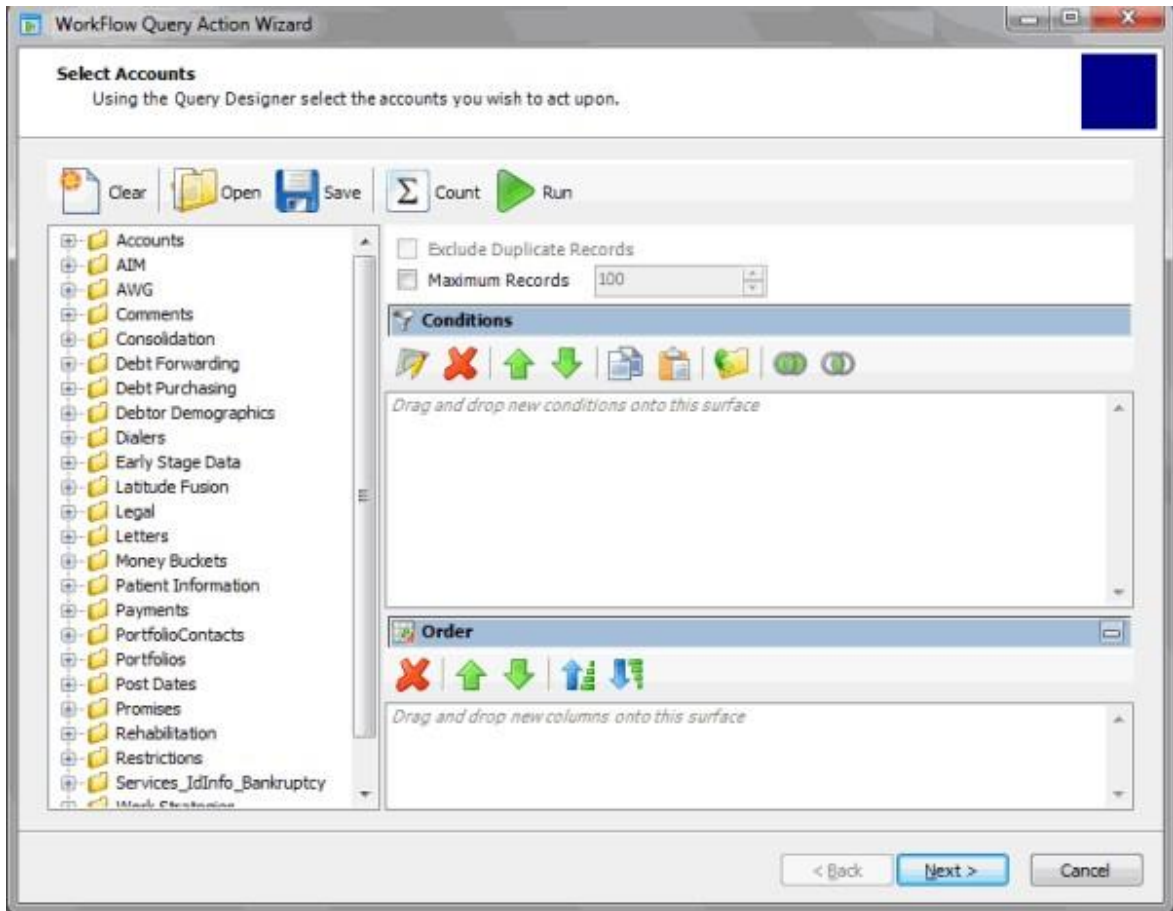 WorkFlow Query Action Wizard
Select Accounts
Using the Query Designer select the accounts you wish to act upon.
Clear Open Save Σ Count Run
Accounts
AIM
AWG
Comments
Consolidation
Debt Forwarding
Debt Purchasing
Debtor Demographics
Dialers
Early Stage Data
Latitude Fusion
Legal
Letters
Money Buckets
Patient Information
Payments
PortfolioContacts
Portfolios
Post Dates
Promises
Rehabilitation
Restrictions
Services_IdInfo_Bankruptcy
Work Strategies
Exclude Duplicate Records
Maximum Records 100
Conditions
Drag and drop new conditions onto this surface
Order
Drag and drop new columns onto this surface
< Back Next > Cancel